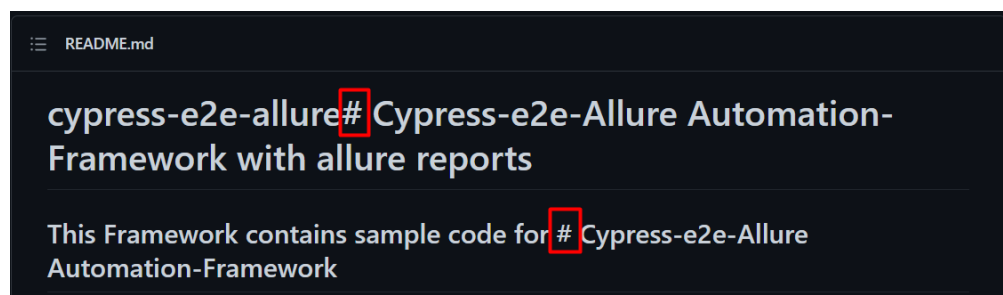 README.md
cypress-e2e-allure# Cypress-e2e-Allure Automation-
Framework with allure reports
This Framework contains sample code for # Cypress-e2e-Allure
Automation-Framework